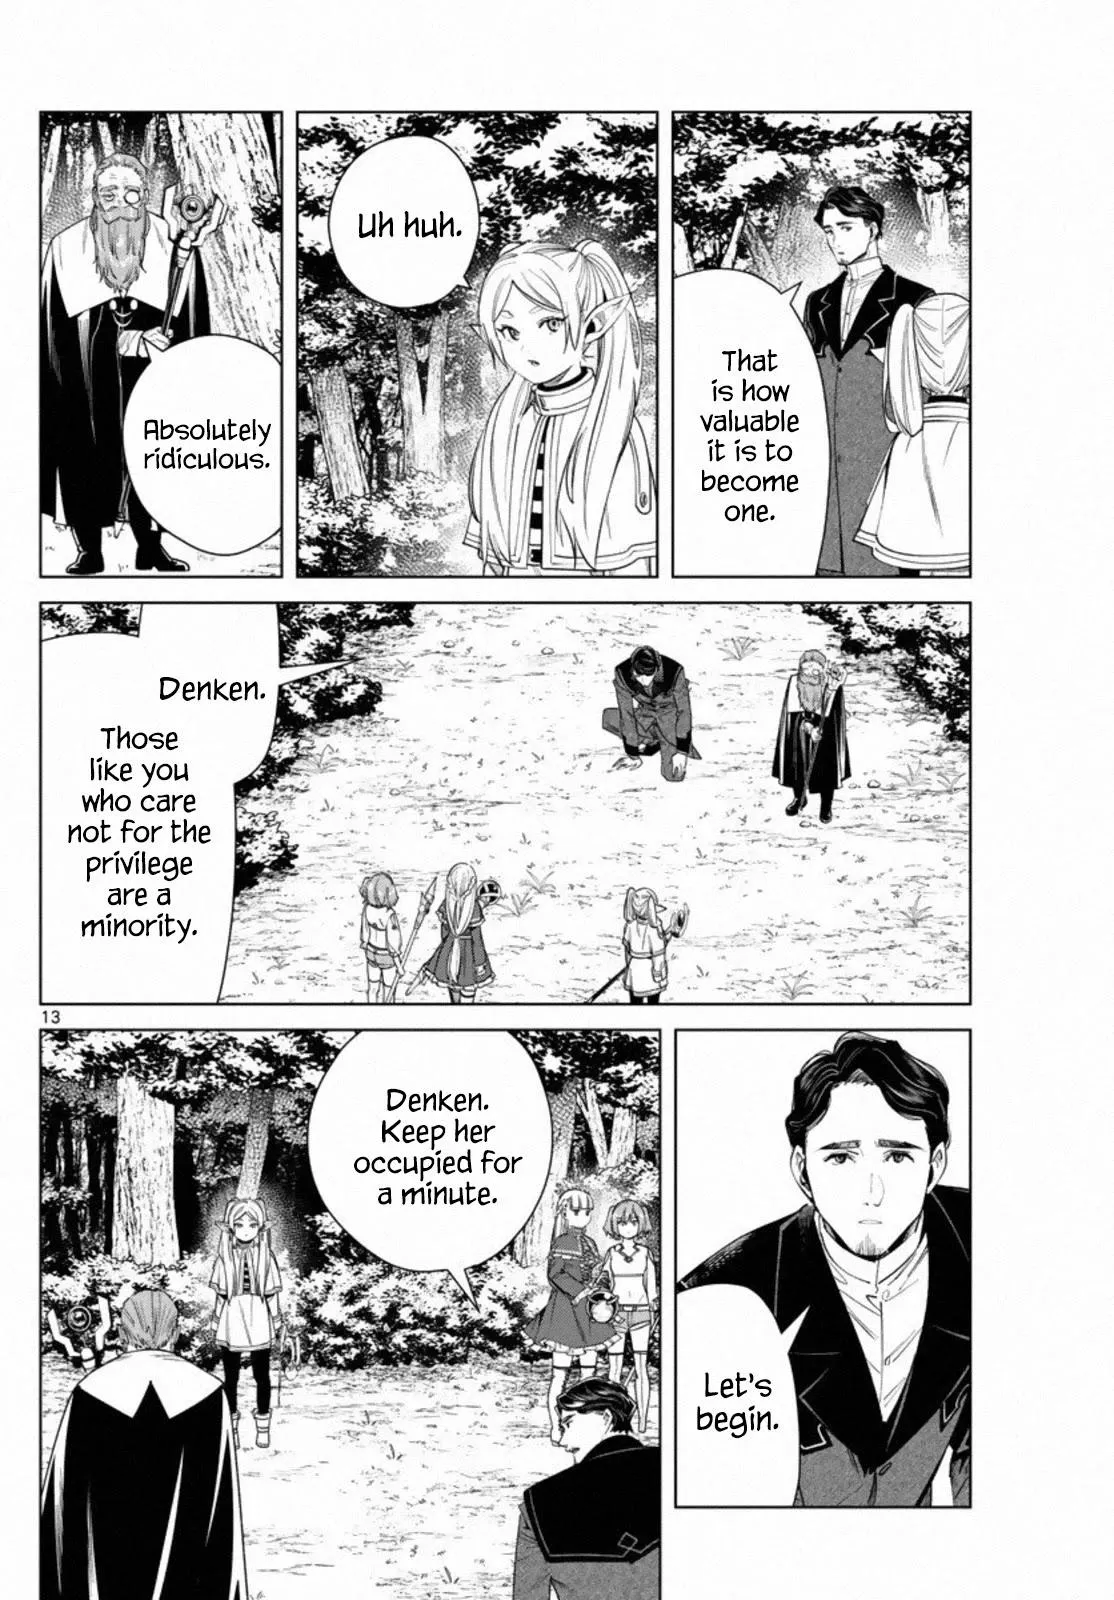 That
is how
valuable
it is to
become
one.
Uh huh.
Absolutely
ridiculous.
Denken.
Those
like you
who care
not for the
privilege
are a
minority.
13
Let's
begin.
Denken.
Keep her
occupied for
a minute.